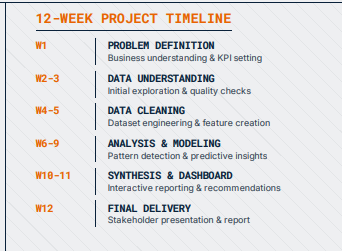 12-WEEK PROJECT TIMELINE
W1
PROBLEM DEFINITION
Business understanding & KPI setting
W2-3
DATA UNDERSTANDING
Initial exploration & quality checks
W4-5
DATA CLEANING
Dataset engineering & feature creation
W6-9
ANALYSIS & MODELING
Pattern detection & predictive insights
W10-11
SYNTHESIS & DASHBOARD
Interactive reporting & recommendations
W12
FINAL DELIVERY
Stakeholder presentation & report